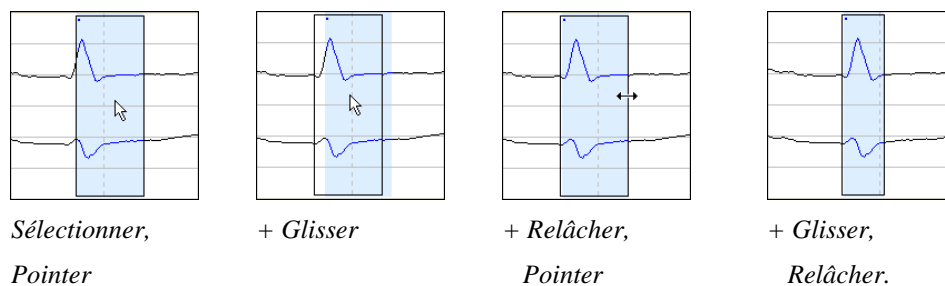 Sélectionner,
Pointer
+ Glisser
+ Relâcher,
Pointer
+ Glisser,
Relâcher.